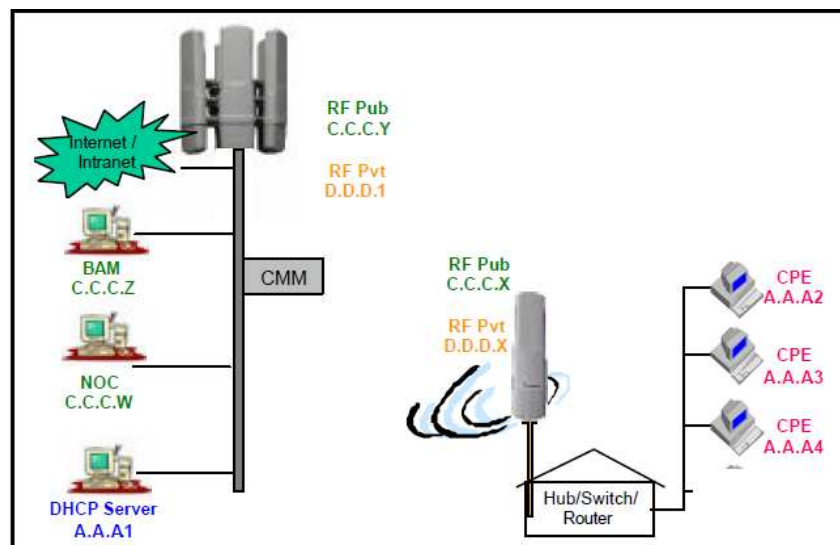 Internet /
Intranet
RF Pub
C.C.C.Y
RF Pvt
D.D.D.1
BAM
C.C.C.Z
CMM
NOC
C.C.C.W
DHCP Server
A.A.A1
RF Pub
C.C.C.X
RF Pvt
D.D.D.X
Hub/Switch/
Router
CPE
A.A.A2
CPE
A.A.A3
CPE
A.A.A4